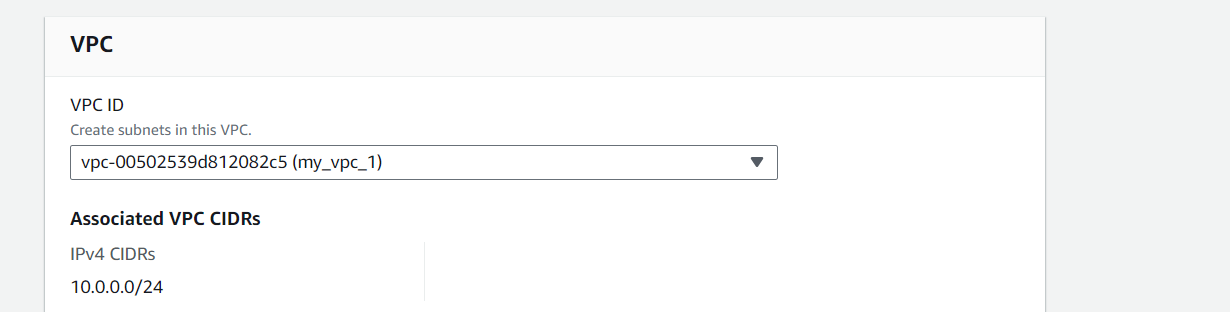 VPC
VPC ID
Create subnets in this VPC.
vpc-00502539d812082c5 (my_vpc_1)
Associated VPC CIDRs
IPv4 CIDRs
10.0.0.0/24